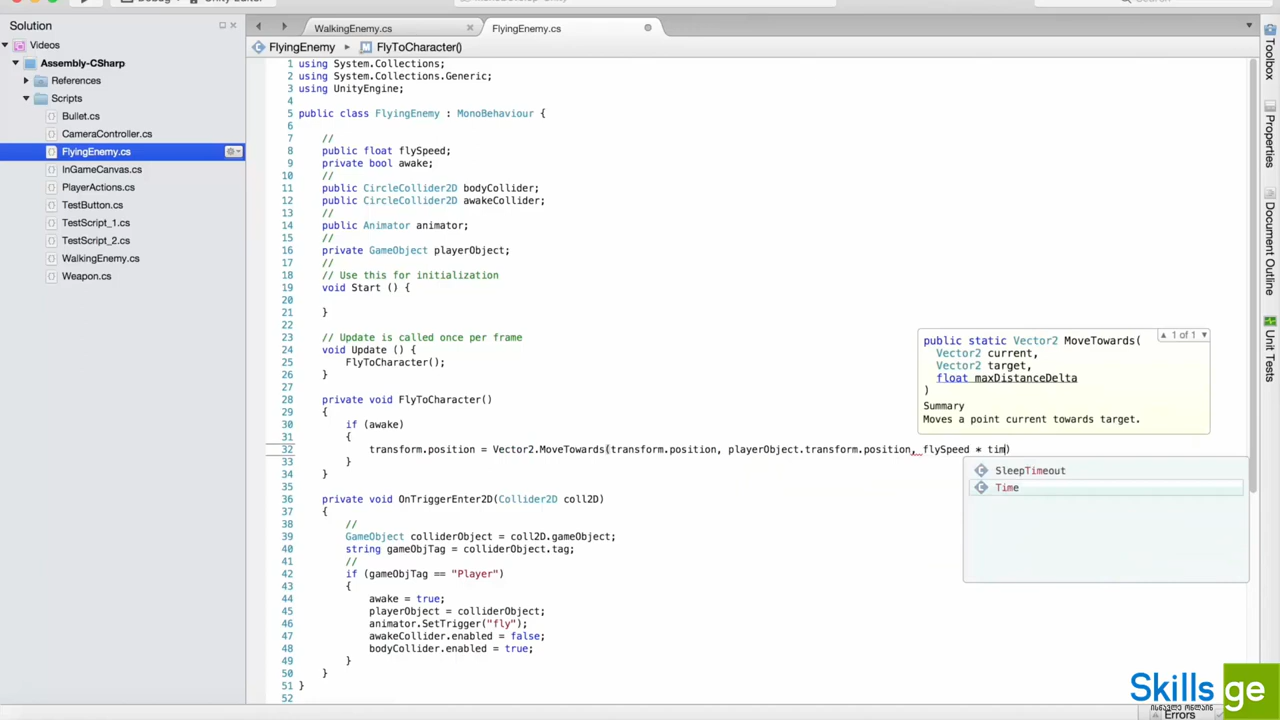 Solution
WalkingEnemy.cs
FlyingEnemy.cs
Videos
Assembly-CSharp
References
Scripts
Bullet.cs
CameraController.cs
FlyingEnemy.cs
InGameCanvas.cs
PlayerActions.cs
TestButton.cs
TestScript_1.cs
TestScript_2.cs
WalkingEnemy.cs
Weapon.cs
FlyingEnemy
FlyToCharacter()
1 using System.Collections;
2 using System.Collections.Generic;
3 using UnityEngine;
4
5 public class FlyingEnemy : MonoBehaviour {
6
7 //
8 public float flySpeed;
9 private bool awake;
10 //
11 public CircleCollider2D bodyCollider;
12 public CircleCollider2D awakeCollider;
13 //
14 public Animator animator;
15 //
16 private GameObject playerObject;
17 //
18 // Use this for initialization
19 void Start () {
20
21 }
22
23 // Update is called once per frame
24 void Update () {
25 FlyToCharacter();
26 }
27
28 private void FlyToCharacter()
29 {
30 if (awake)
31 {
32 transform.position = Vector2.MoveTowards(transform.position, playerObject.transform.position, flySpeed * tim)
33 }
34 }
35
36 private void OnTriggerEnter2D(Collider2D coll2D)
37 {
38 //
39 GameObject colliderObject = coll2D.gameObject;
40 string gameObjTag = colliderObject.tag;
41 //
42 if (gameObjTag == "Player")
43 {
44 awake = true;
45 playerObject = colliderObject;
46 animator.SetTrigger("fly");
47 awakeCollider.enabled = false;
48 bodyCollider.enabled = true;
49 }
50 }
51 }
52
1 of 1
public static Vector2 MoveTowards(
Vector2 current,
Vector2 target,
float maxDistanceDelta
)
Summary
Moves a point current towards target.
SleepTimeout
Time
Toolbox
Properties
Document Outline
Unit Tests
Skills ge
ისწავლე ონლაინ
Errors